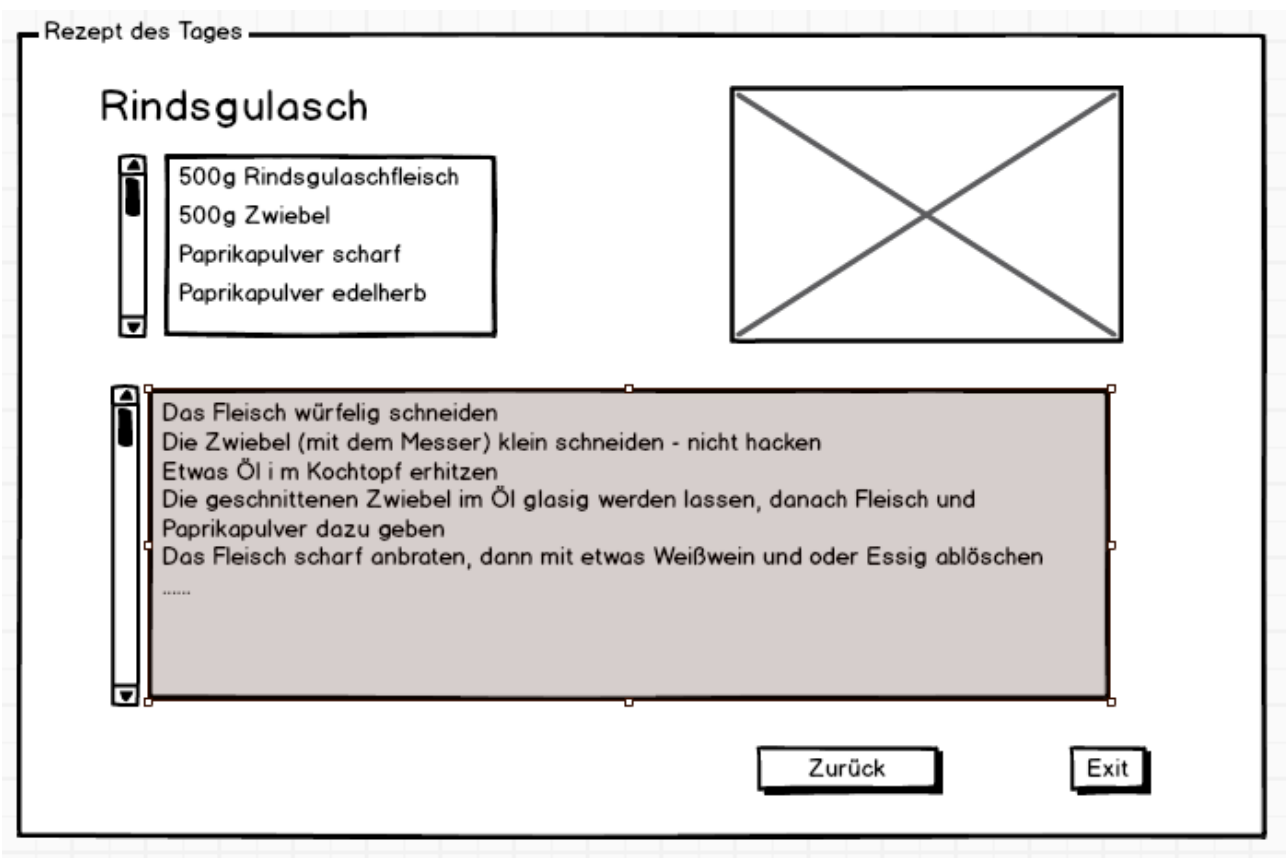 Rezept des Tages
Rindsgulasch
500g Rindsgulaschfleisch
500g Zwiebel
Paprikapulver scharf
Paprikapulver edelherb
Das Fleisch würfelig schneiden
Die Zwiebel (mit dem Messer) klein schneiden - nicht hacken
Etwas Öl i m Kochtopf erhitzen
Die geschnittenen Zwiebel im Öl glasig werden lassen, danach Fleisch und
Paprikapulver dazu geben
Das Fleisch scharf anbraten, dann mit etwas Weißwein und oder Essig ablöschen
......
Zurück
Exit